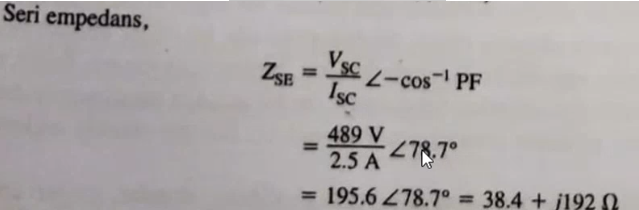 Seri empedans,
Z_SE = V_SC / I_SC ∠−cos⁻¹ PF
= 489 V / 2.5 A ∠78.7°
= 195.6 ∠78.7° = 38.4 + j192 Ω